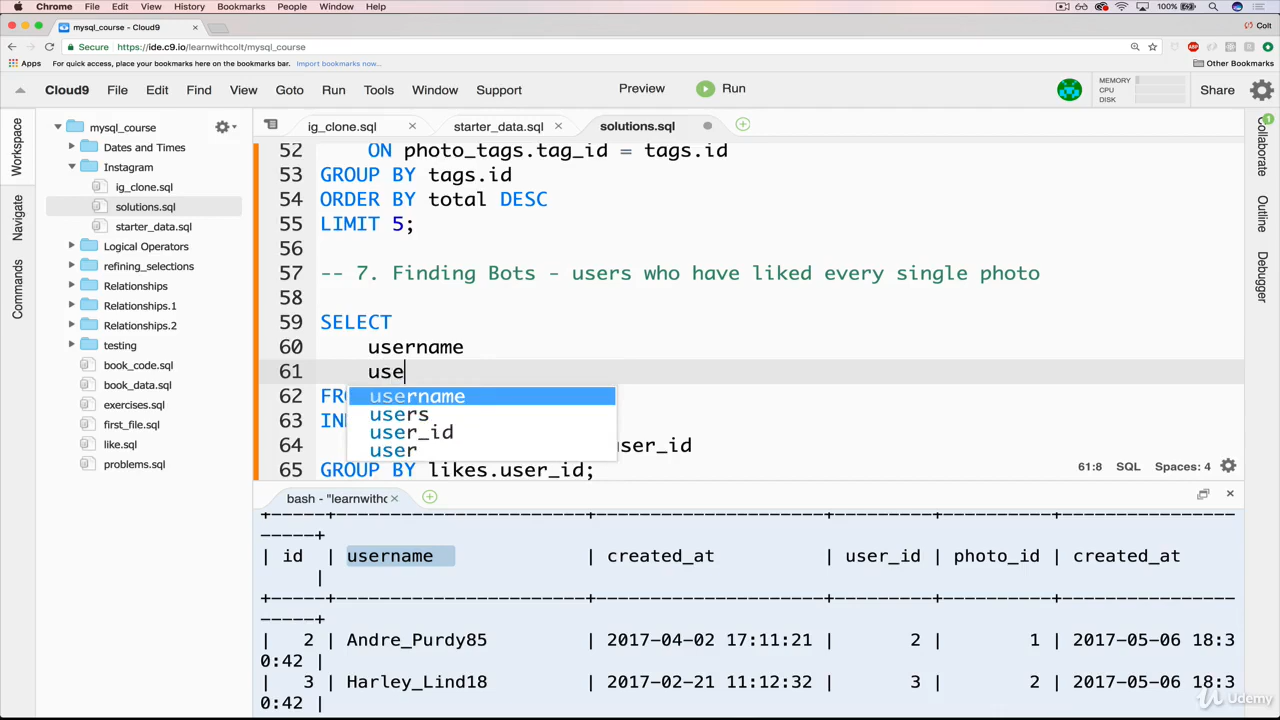 Chrome File Edit View History Bookmarks People Window Help 100%
mysql_course - Cloud9 Colt
Secure https://ide.c9.io/learnwithcolt/mysql_course
Apps For quick access, place your bookmarks here on the bookmarks bar. Import bookmarks now... Other Bookmarks
Cloud9 File Edit Find View Goto Run Tools Window Support Preview Run MEMORY CPU DISK Share
Workspace
Navigate
Commands
mysql_course
Dates and Times
Instagram
ig_clone.sql
solutions.sql
starter_data.sql
Logical Operators
refining_selections
Relationships
Relationships.1
Relationships.2
testing
book_code.sql
book_data.sql
exercises.sql
first_file.sql
like.sql
problems.sql
ig_clone.sql starter_data.sql solutions.sql
52 ON photo_tags.tag_id = tags.id
53 GROUP BY tags.id
54 ORDER BY total DESC
55 LIMIT 5;
56
57 -- 7. Finding Bots - users who have liked every single photo
58
59 SELECT
60 username
61 use
62 FRO
username
users
user_id
user
63 INN
64 user_id
65 GROUP BY likes.user_id;
61:8 SQL Spaces: 4
Collaborate 1
Outline
Debugger
bash - "learnwithc
+-----+-----------------------+---------------------+---------+----------+---------------
-----+
| id | username | created_at | user_id | photo_id | created_at
|
+-----+-----------------------+---------------------+---------+----------+---------------
-----+
| 2 | Andre_Purdy85 | 2017-04-02 17:11:21 | 2 | 1 | 2017-05-06 18:3
0:42 |
| 3 | Harley_Lind18 | 2017-02-21 11:12:32 | 3 | 2 | 2017-05-06 18:3
0:42 |
Udemy